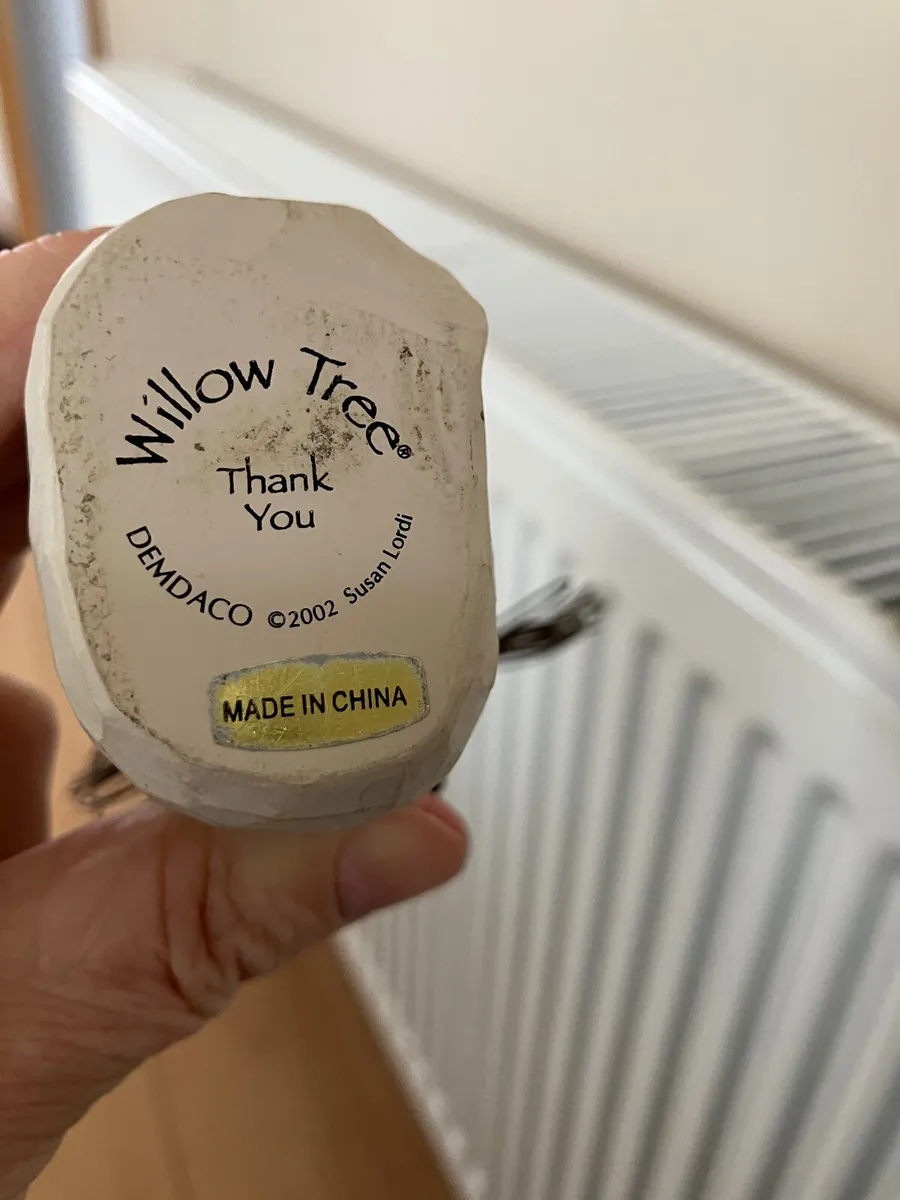 Willow Tree®
Thank
You
DEMDACO ©2002 Susan Lordi
MADE IN CHINA